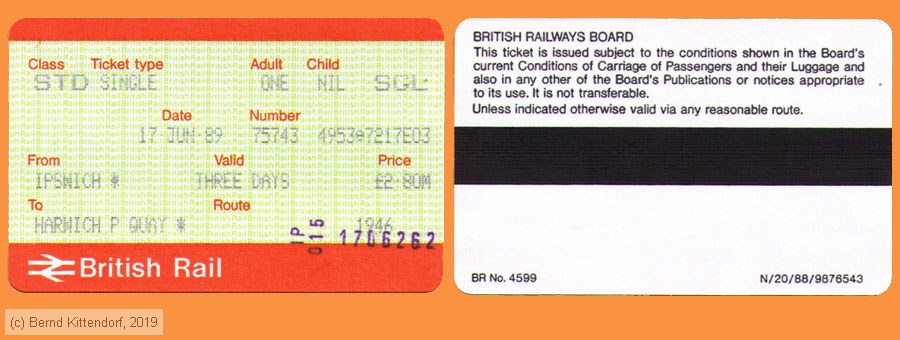 Class Ticket type Adult Child
STD SINGLE ONE NIL SGL
Date Number
17 JUN 89 75743 4953a7217E03
From Valid Price
IPSWICH * THREE DAYS £2.80M
To Route
HARWICH P QUAY * 1946
IP 015 1706262
British Rail
BRITISH RAILWAYS BOARD
This ticket is issued subject to the conditions shown in the Board's
current Conditions of Carriage of Passengers and their Luggage and
also in any other of the Board's Publications or notices appropriate
to its use. It is not transferable.
Unless indicated otherwise valid via any reasonable route.
BR No. 4599 N/20/88/9876543
(c) Bernd Kittendorf, 2019